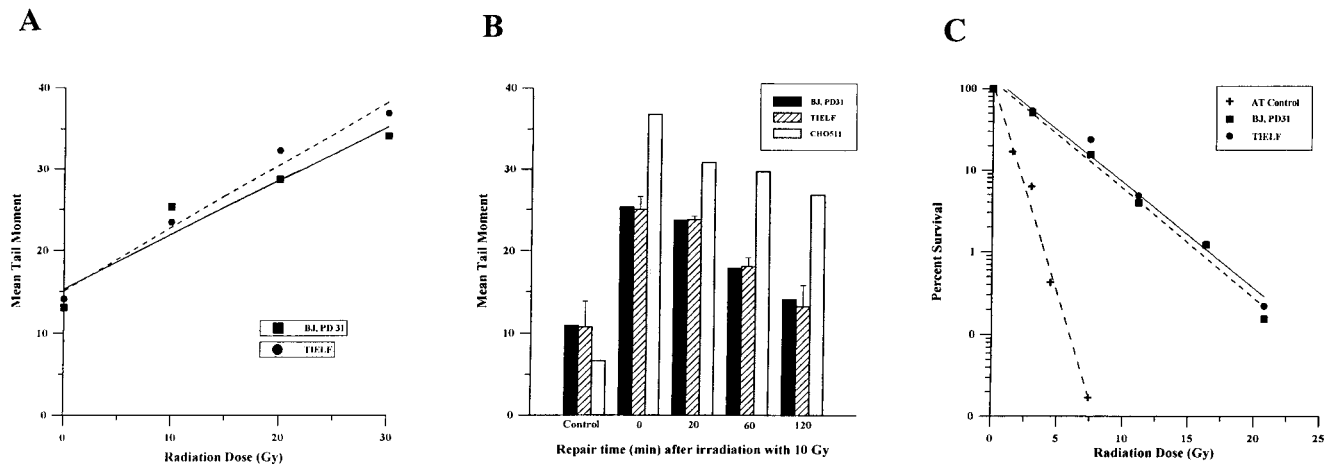 A
40
30
20
10
0
Mean Tail Moment
BJ, PD 31
TIELF
0
10
20
30
Radiation Dose (Gy)
B
40
30
20
10
0
Mean Tail Moment
BJ, PD31
TIELF
CHO511
Control
0
20
60
120
Repair time (min) after irradiation with 10 Gy
C
100
10
1
0
0
Percent Survival
AT Control
BJ, PD31
TIELF
0
5
10
15
20
25
Radiation Dose (Gy)